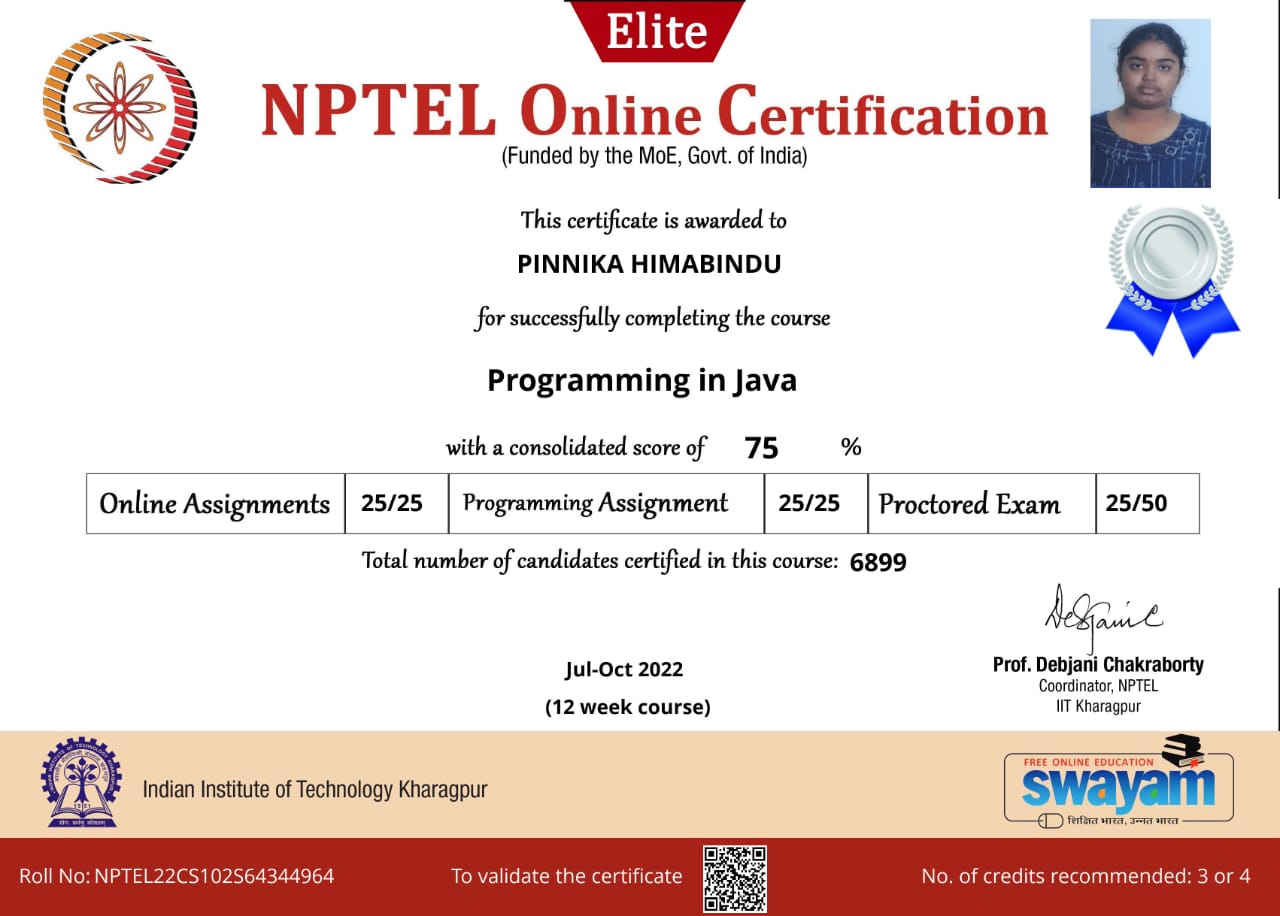 Elite
NPTEL Online Certification
(Funded by the MoE, Govt. of India)
This certificate is awarded to
PINNIKA HIMABINDU
for successfully completing the course
Programming in Java
with a consolidated score of 75 %
Online Assignments 25/25 Programming Assignment 25/25 Proctored Exam 25/50
Total number of candidates certified in this course: 6899
Jul-Oct 2022
(12 week course)
Prof. Debjani Chakraborty
Coordinator, NPTEL
IIT Kharagpur
Indian Institute of Technology Kharagpur
FREE ONLINE EDUCATION
swayam
शिक्षित भारत, उन्नत भारत
Roll No: NPTEL22CS102S64344964
To validate the certificate
No. of credits recommended: 3 or 4